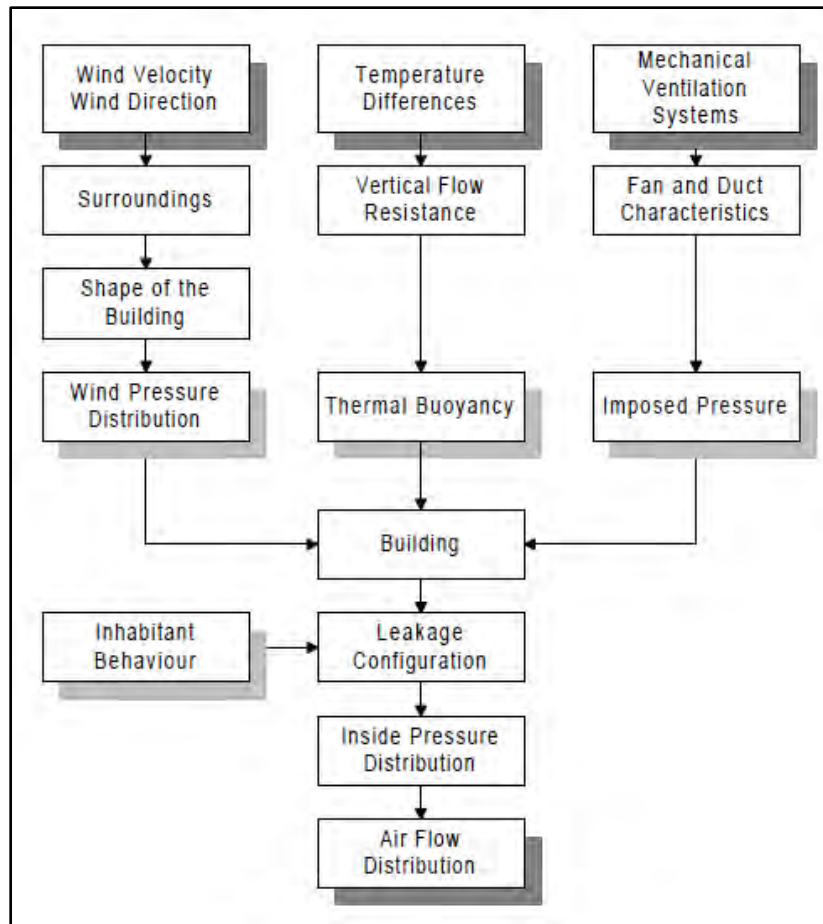 Wind Velocity
Wind Direction
Temperature
Differences
Mechanical
Ventilation
Systems
Surroundings
Vertical Flow
Resistance
Fan and Duct
Characteristics
Shape of the
Building
Wind Pressure
Distribution
Thermal Buoyancy
Imposed Pressure
Building
Inhabitant
Behaviour
Leakage
Configuration
Inside Pressure
Distribution
Air Flow
Distribution